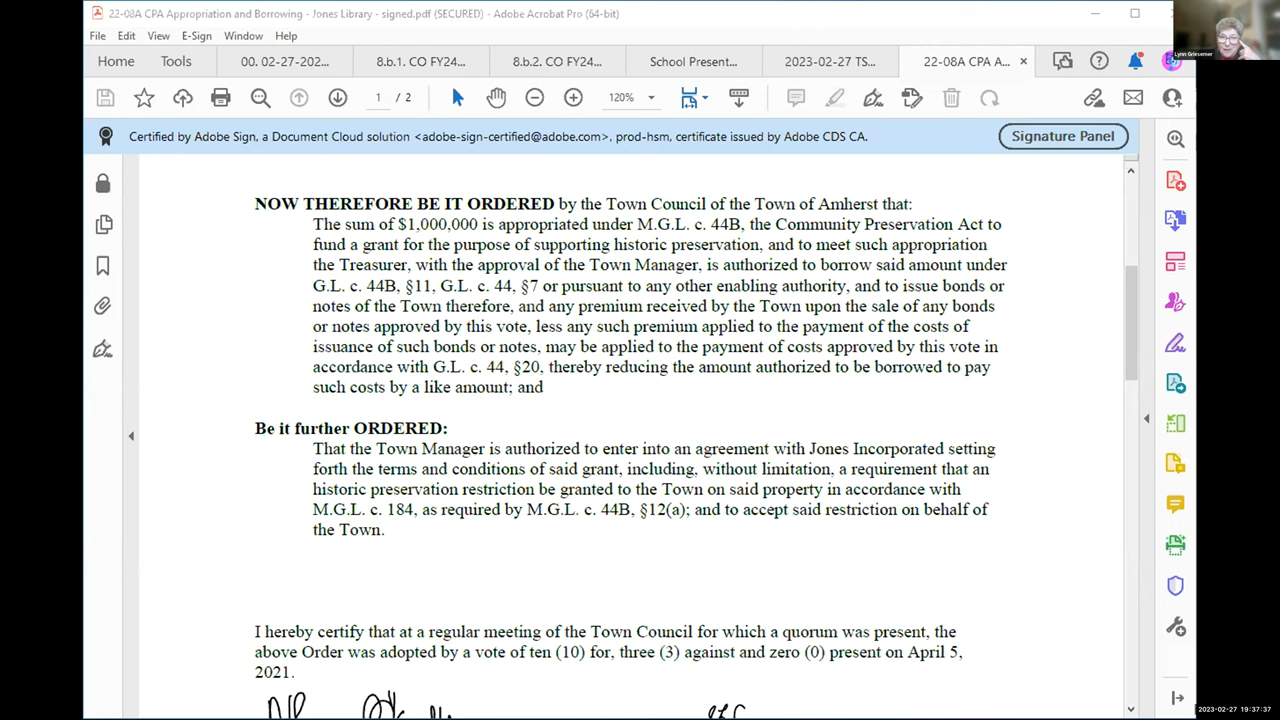 22-08A CPA Appropriation and Borrowing - Jones Library - signed.pdf (SECURED) - Adobe Acrobat Pro (64-bit)
File Edit View E-Sign Window Help
Home Tools 00. 02-27-202... 8.b.1. CO FY24... 8.b.2. CO FY24... School Present... 2023-02-27 TS... 22-08A CPA A...
1 / 2 120%
Certified by Adobe Sign, a Document Cloud solution <adobe-sign-certified@adobe.com>, prod-hsm, certificate issued by Adobe CDS CA.
Signature Panel
Lynn Griesemer
NOW THEREFORE BE IT ORDERED by the Town Council of the Town of Amherst that:
The sum of $1,000,000 is appropriated under M.G.L. c. 44B, the Community Preservation Act to
fund a grant for the purpose of supporting historic preservation, and to meet such appropriation
the Treasurer, with the approval of the Town Manager, is authorized to borrow said amount under
G.L. c. 44B, §11, G.L. c. 44, §7 or pursuant to any other enabling authority, and to issue bonds or
notes of the Town therefore, and any premium received by the Town upon the sale of any bonds
or notes approved by this vote, less any such premium applied to the payment of the costs of
issuance of such bonds or notes, may be applied to the payment of costs approved by this vote in
accordance with G.L. c. 44, §20, thereby reducing the amount authorized to be borrowed to pay
such costs by a like amount; and
Be it further ORDERED:
That the Town Manager is authorized to enter into an agreement with Jones Incorporated setting
forth the terms and conditions of said grant, including, without limitation, a requirement that an
historic preservation restriction be granted to the Town on said property in accordance with
M.G.L. c. 184, as required by M.G.L. c. 44B, §12(a); and to accept said restriction on behalf of
the Town.
I hereby certify that at a regular meeting of the Town Council for which a quorum was present, the
above Order was adopted by a vote of ten (10) for, three (3) against and zero (0) present on April 5,
2021.
2023-02-27 19:37:37